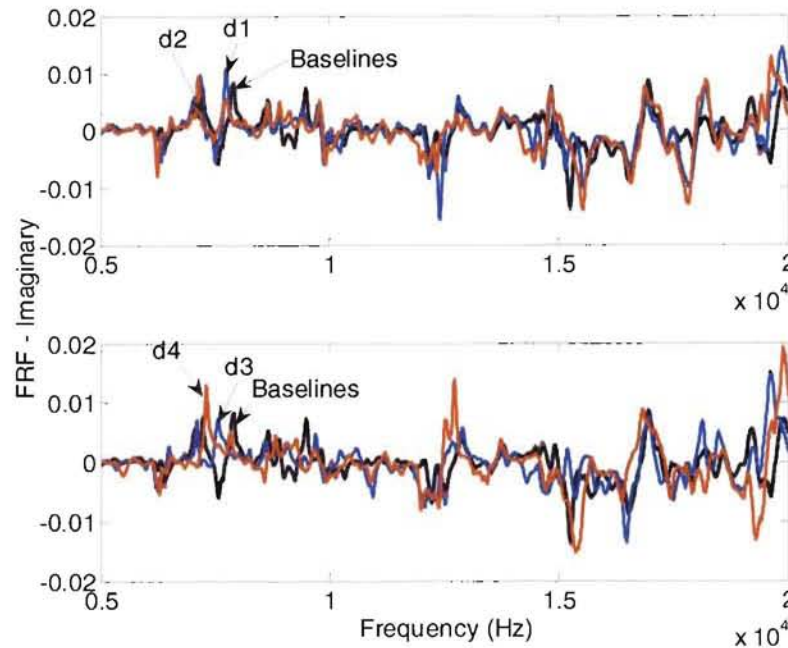 0.02
d2
d1
Baselines
0.01
0
-0.01
-0.02
0.5
1
1.5
2
x 10⁴
FRF - Imaginary
0.02
d4
d3
Baselines
0.01
0
-0.01
-0.02
0.5
1
1.5
2
x 10⁴
Frequency (Hz)